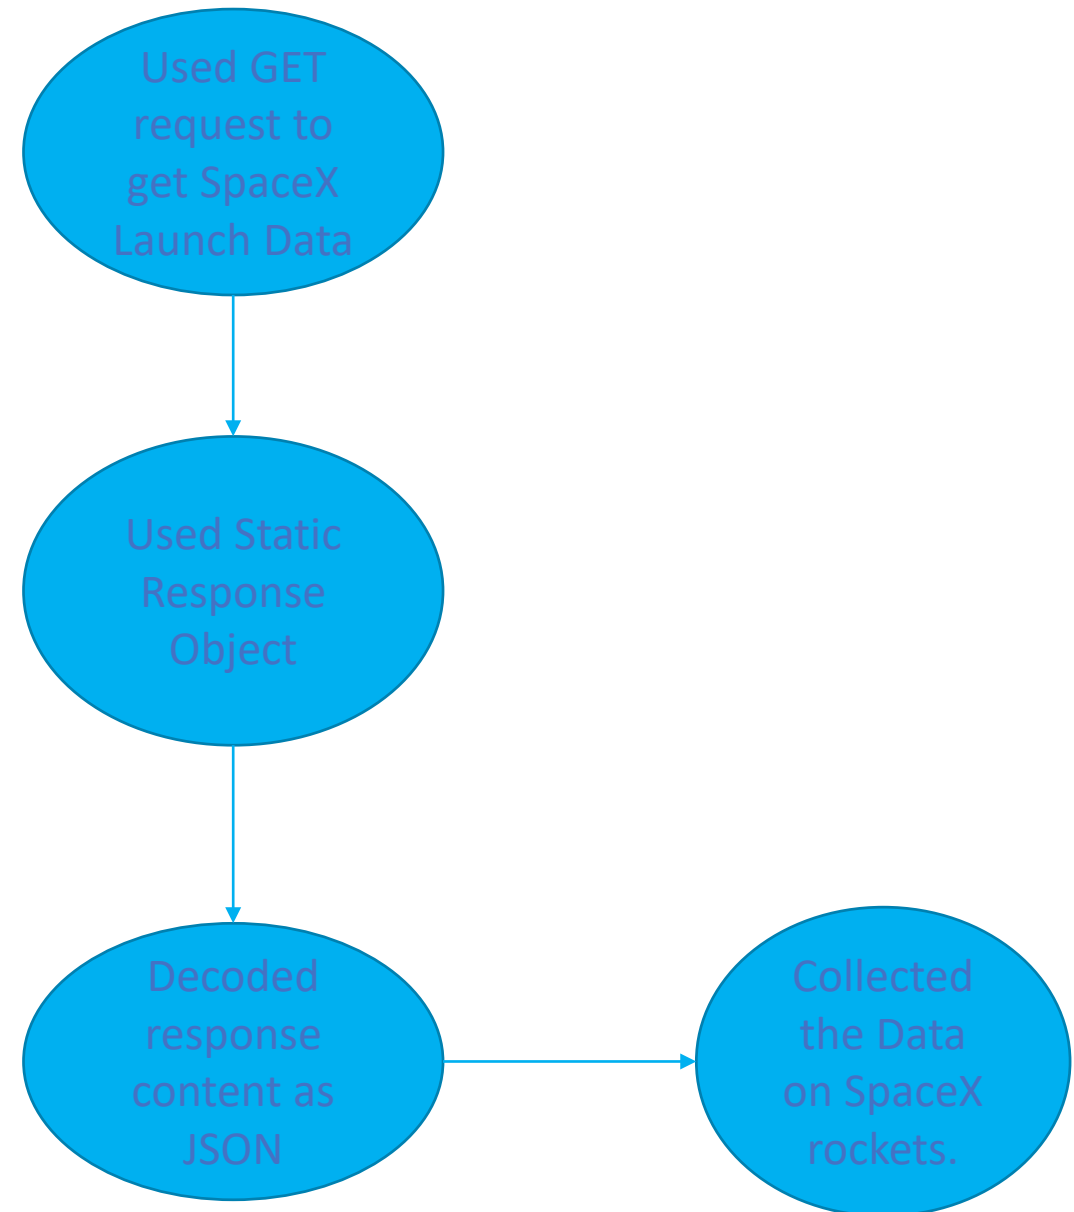 Used GET
request to
get SpaceX
Launch Data
Used Static
Response
Object
Decoded
response
content as
JSON
Collected
the Data
on SpaceX
rockets.